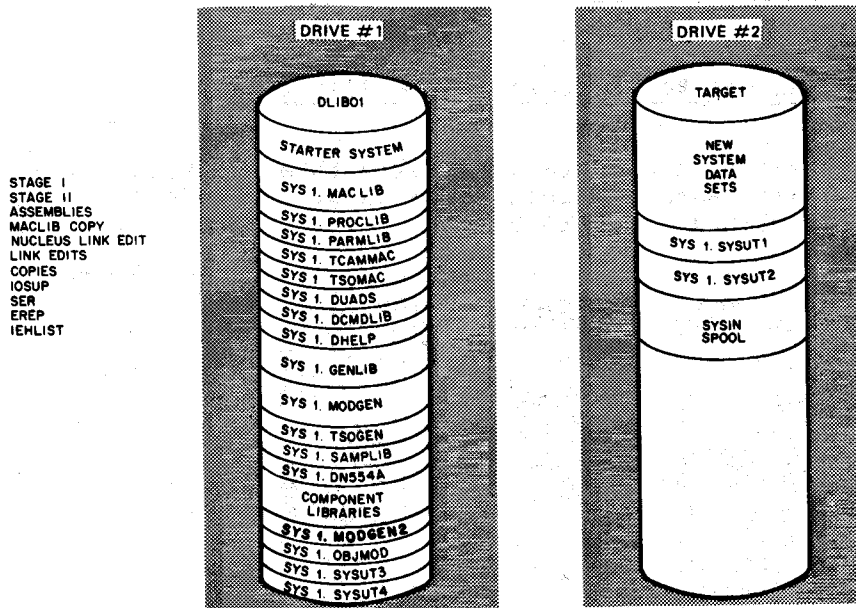 STAGE I
STAGE II
ASSEMBLIES
MACLIB COPY
NUCLEUS LINK EDIT
LINK EDITS
COPIES
IOSUP
SER
EREP
IEHLIST
DRIVE #1
DLIB01
STARTER SYSTEM
SYS 1. MACLIB
SYS 1. PROCLIB
SYS 1. PARMLIB
SYS 1. TCAMMAC
SYS 1. TSOMAC
SYS 1. DUADS
SYS 1. DCMDLIB
SYS 1. DHELP
SYS 1. GENLIB
SYS 1. MODGEN
SYS 1. TSOGEN
SYS 1. SAMPLIB
SYS 1. DN554A
COMPONENT
LIBRARIES
SYS 1. MODGEN2
SYS 1. OBJMOD
SYS 1. SYSUT3
SYS 1. SYSUT4
DRIVE #2
TARGET
NEW
SYSTEM
DATA
SETS
SYS 1. SYSUT1
SYS 1. SYSUT2
SYSIN
SPOOL